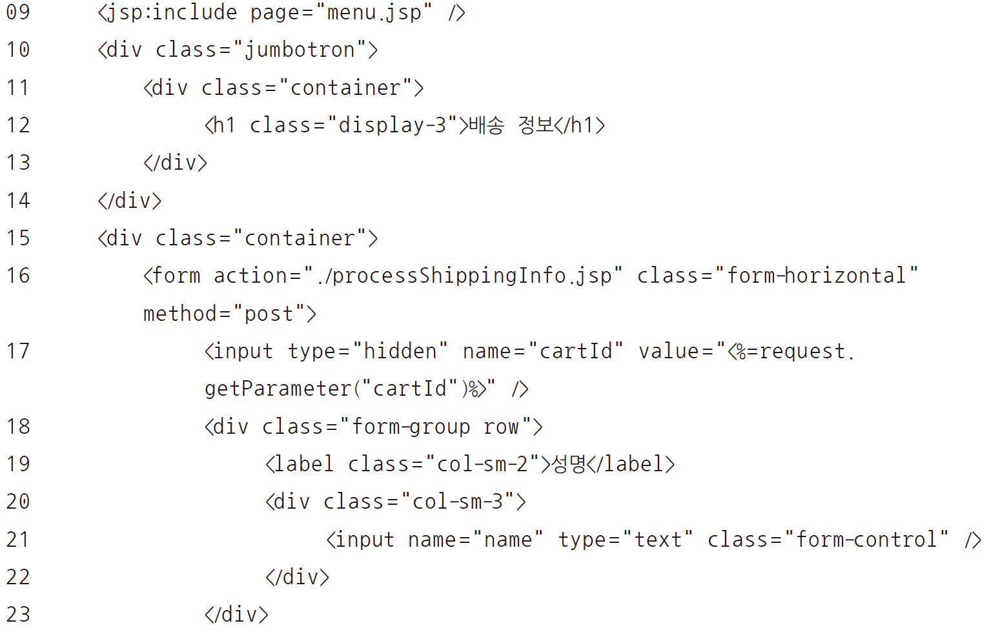 09 <jsp:include page="menu.jsp" />
10 <div class="jumbotron">
11 <div class="container">
12 <h1 class="display-3">배송 정보</h1>
13 </div>
14 </div>
15 <div class="container">
16 <form action="./processShippingInfo.jsp" class="form-horizontal"
method="post">
17 <input type="hidden" name="cartId" value="<%=request.
getParameter("cartId")%>" />
18 <div class="form-group row">
19 <label class="col-sm-2">성명</label>
20 <div class="col-sm-3">
21 <input name="name" type="text" class="form-control" />
22 </div>
23 </div>